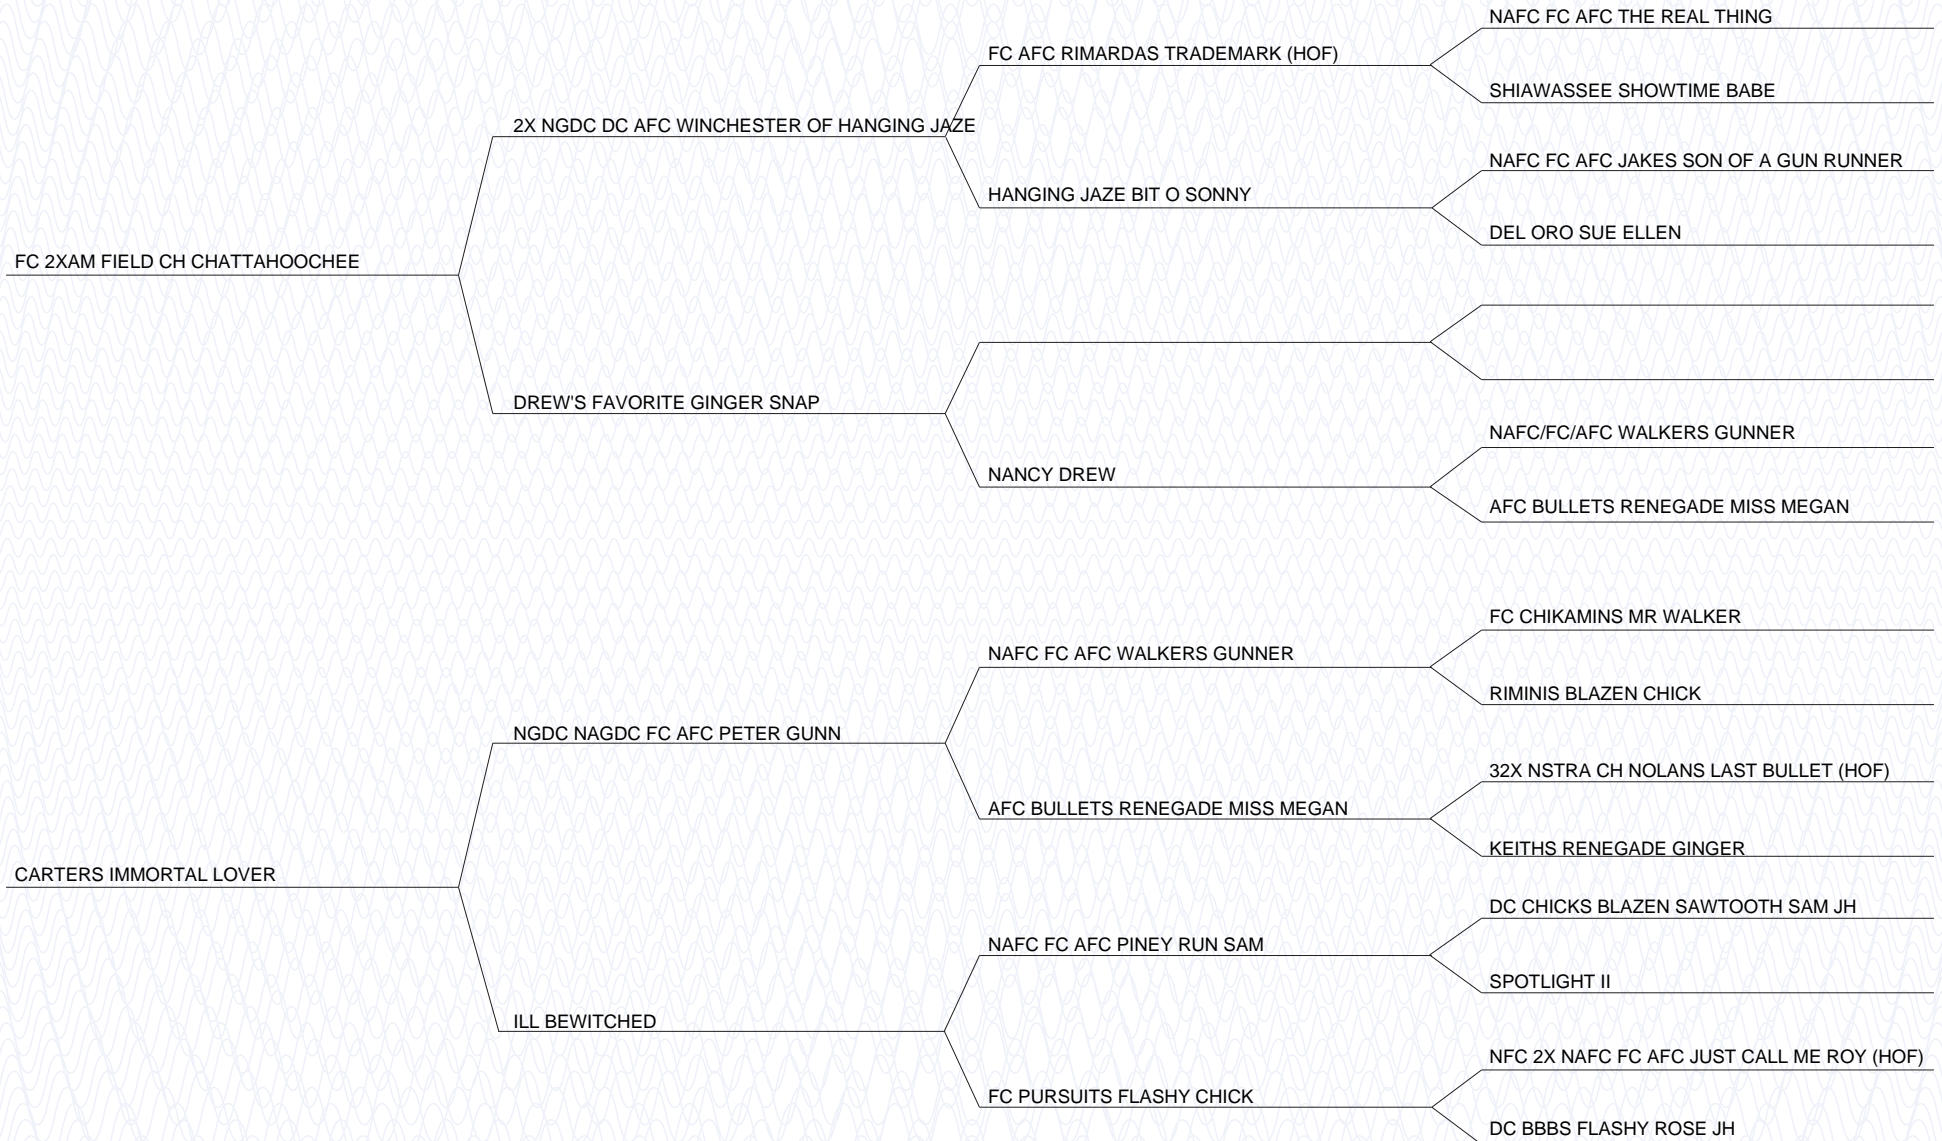 NAFC FC AFC THE REAL THING
FC AFC RIMARDAS TRADEMARK (HOF)
SHIAWASSEE SHOWTIME BABE
2X NGDC DC AFC WINCHESTER OF HANGING JAZE
NAFC FC AFC JAKES SON OF A GUN RUNNER
HANGING JAZE BIT O SONNY
DEL ORO SUE ELLEN
FC 2XAM FIELD CH CHATTAHOOCHEE
DREW'S FAVORITE GINGER SNAP
NAFC/FC/AFC WALKERS GUNNER
NANCY DREW
AFC BULLETS RENEGADE MISS MEGAN
FC CHIKAMINS MR WALKER
NAFC FC AFC WALKERS GUNNER
RIMINIS BLAZEN CHICK
NGDC NAGDC FC AFC PETER GUNN
32X NSTRA CH NOLANS LAST BULLET (HOF)
AFC BULLETS RENEGADE MISS MEGAN
KEITHS RENEGADE GINGER
CARTERS IMMORTAL LOVER
DC CHICKS BLAZEN SAWTOOTH SAM JH
NAFC FC AFC PINEY RUN SAM
SPOTLIGHT II
ILL BEWITCHED
NFC 2X NAFC FC AFC JUST CALL ME ROY (HOF)
FC PURSUITS FLASHY CHICK
DC BBBS FLASHY ROSE JH